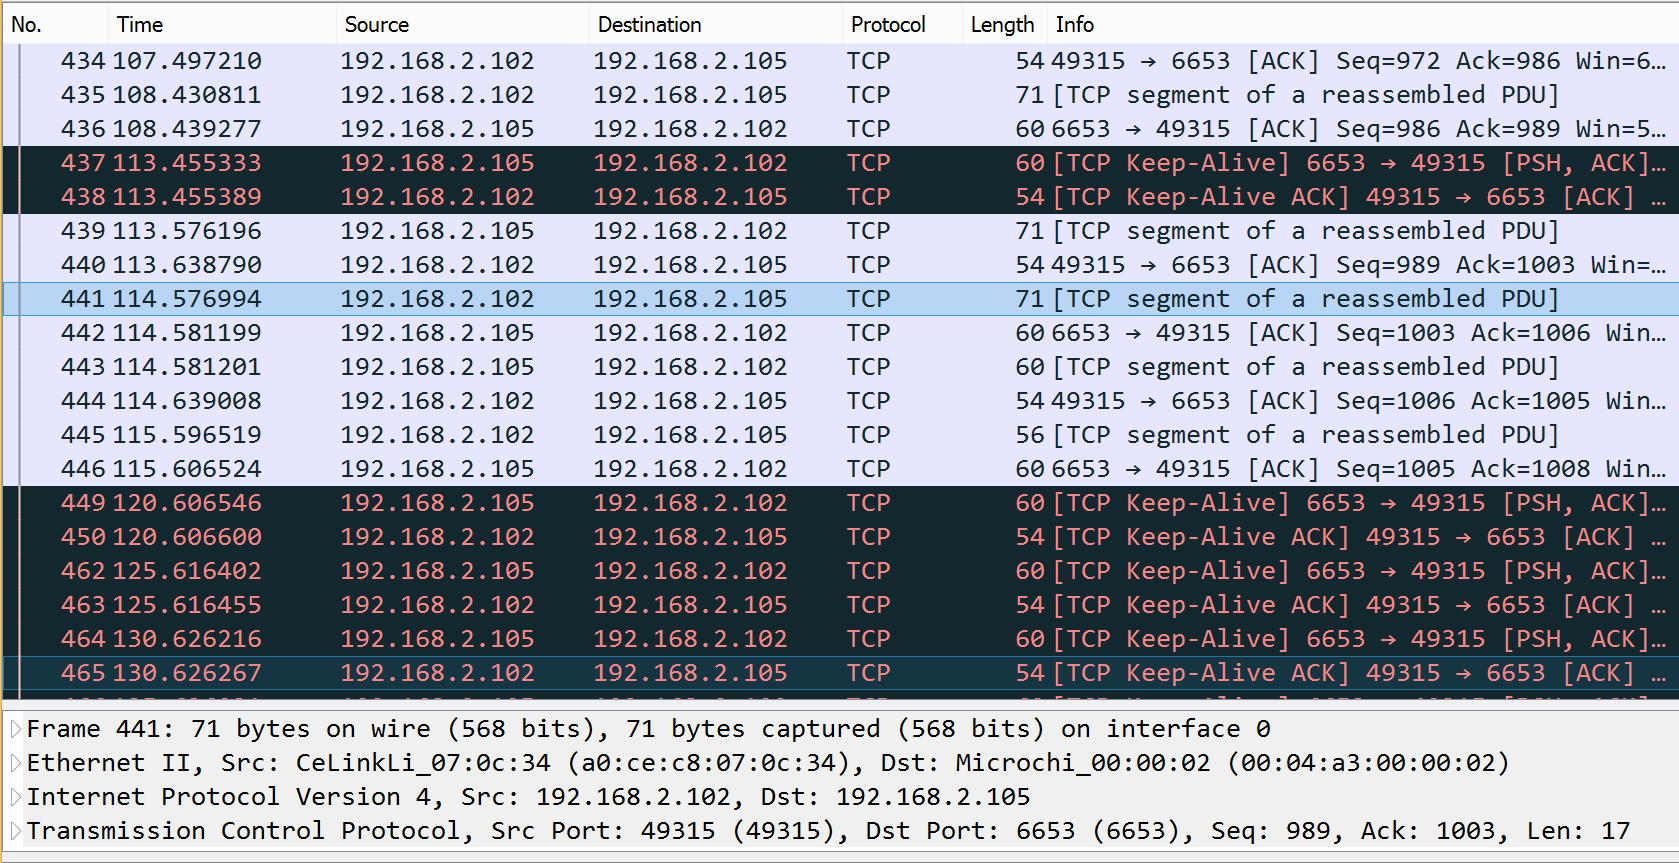 No. Time Source Destination Protocol Length Info
434 107.497210 192.168.2.102 192.168.2.105 TCP 54 49315 → 6653 [ACK] Seq=972 Ack=986 Win=6…
435 108.430811 192.168.2.102 192.168.2.105 TCP 71 [TCP segment of a reassembled PDU]
436 108.439277 192.168.2.105 192.168.2.102 TCP 60 6653 → 49315 [ACK] Seq=986 Ack=989 Win=5…
437 113.455333 192.168.2.105 192.168.2.102 TCP 60 [TCP Keep-Alive] 6653 → 49315 [PSH, ACK]…
438 113.455389 192.168.2.102 192.168.2.105 TCP 54 [TCP Keep-Alive ACK] 49315 → 6653 [ACK] …
439 113.576196 192.168.2.105 192.168.2.102 TCP 71 [TCP segment of a reassembled PDU]
440 113.638790 192.168.2.102 192.168.2.105 TCP 54 49315 → 6653 [ACK] Seq=989 Ack=1003 Win=…
441 114.576994 192.168.2.102 192.168.2.105 TCP 71 [TCP segment of a reassembled PDU]
442 114.581199 192.168.2.105 192.168.2.102 TCP 60 6653 → 49315 [ACK] Seq=1003 Ack=1006 Win…
443 114.581201 192.168.2.105 192.168.2.102 TCP 60 [TCP segment of a reassembled PDU]
444 114.639008 192.168.2.102 192.168.2.105 TCP 54 49315 → 6653 [ACK] Seq=1006 Ack=1005 Win…
445 115.596519 192.168.2.102 192.168.2.105 TCP 56 [TCP segment of a reassembled PDU]
446 115.606524 192.168.2.105 192.168.2.102 TCP 60 6653 → 49315 [ACK] Seq=1005 Ack=1008 Win…
449 120.606546 192.168.2.105 192.168.2.102 TCP 60 [TCP Keep-Alive] 6653 → 49315 [PSH, ACK]…
450 120.606600 192.168.2.102 192.168.2.105 TCP 54 [TCP Keep-Alive ACK] 49315 → 6653 [ACK] …
462 125.616402 192.168.2.105 192.168.2.102 TCP 60 [TCP Keep-Alive] 6653 → 49315 [PSH, ACK]…
463 125.616455 192.168.2.102 192.168.2.105 TCP 54 [TCP Keep-Alive ACK] 49315 → 6653 [ACK] …
464 130.626216 192.168.2.105 192.168.2.102 TCP 60 [TCP Keep-Alive] 6653 → 49315 [PSH, ACK]…
465 130.626267 192.168.2.102 192.168.2.105 TCP 54 [TCP Keep-Alive ACK] 49315 → 6653 [ACK] …
Frame 441: 71 bytes on wire (568 bits), 71 bytes captured (568 bits) on interface 0
Ethernet II, Src: CeLinkLi_07:0c:34 (a0:ce:c8:07:0c:34), Dst: Microchi_00:00:02 (00:04:a3:00:00:02)
Internet Protocol Version 4, Src: 192.168.2.102, Dst: 192.168.2.105
Transmission Control Protocol, Src Port: 49315 (49315), Dst Port: 6653 (6653), Seq: 989, Ack: 1003, Len: 17